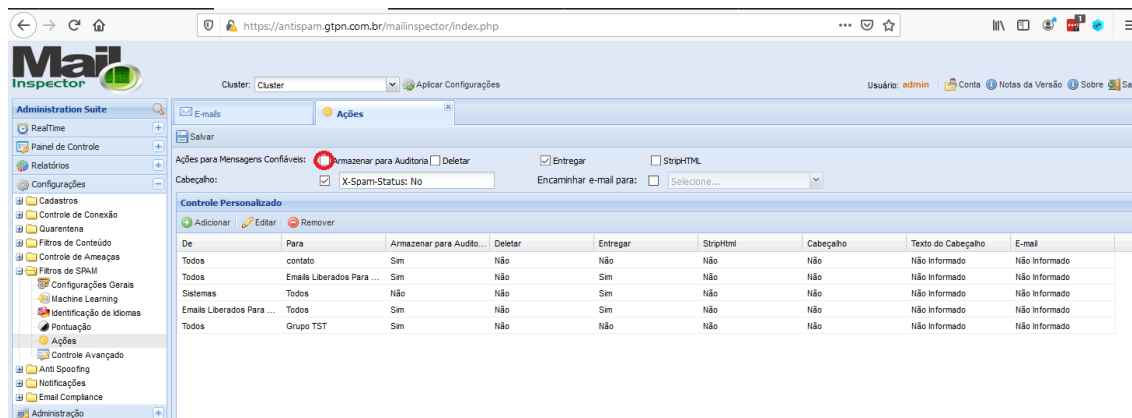 https://antispam.gtpn.com.br/mailinspector/index.php
1
Mail
Inspector
Cluster: Cluster Aplicar Configurações
Usuário: admin Conta Notas da Versão Sobre Sa
Administration Suite
E-mails Ações
RealTime
Salvar
Painel de Controle
Ações para Mensagens Confiáveis: Armazenar para Auditoria Deletar Entregar StripHTML
Relatórios
Cabeçalho: X-Spam-Status: No Encaminhar e-mail para: Selecione...
Configurações
Cadastros
Controle de Conexão
Quarentena
Filtros de Conteúdo
Controle de Ameaças
Filtros de SPAM
Configurações Gerais
Machine Learning
Identificação de Idiomas
Pontuação
Ações
Controle Avançado
Anti Spoofing
Notificações
Email Compliance
Administração
Controle Personalizado
Adicionar Editar Remover
De Para Armazenar para Audito... Deletar Entregar StripHtml Cabeçalho Texto do Cabeçalho E-mail
Todos contato Sim Não Não Não Não Não Informado Não Informado
Todos Emails Liberados Para ... Sim Não Sim Não Não Não Informado Não Informado
Sistemas Todos Não Não Sim Não Não Não Informado Não Informado
Emails Liberados Para ... Todos Sim Não Sim Não Não Não Informado Não Informado
Todos Grupo TST Sim Não Não Não Não Não Informado Não Informado